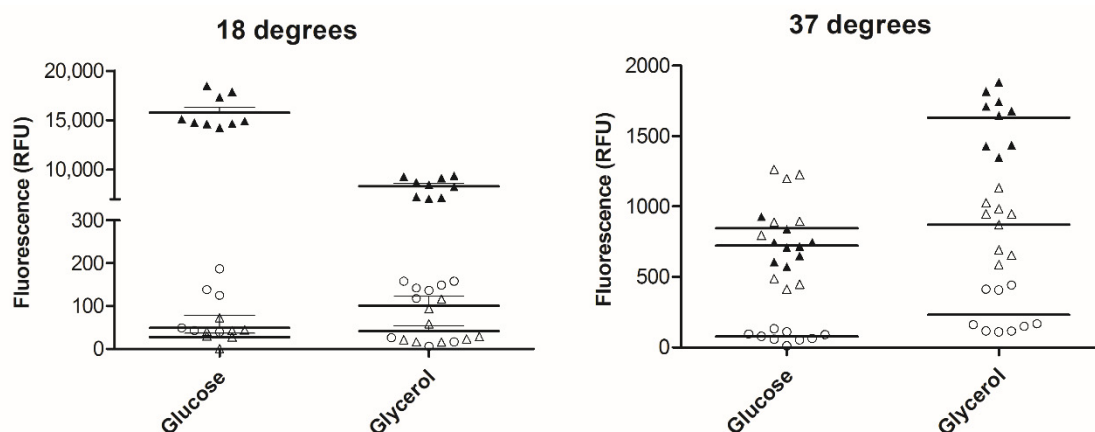 18 degrees
Fluorescence (RFU)
20,000
15,000
10,000
300
200
100
0
Glucose
Glycerol
37 degrees
Fluorescence (RFU)
2000
1500
1000
500
0
Glucose
Glycerol